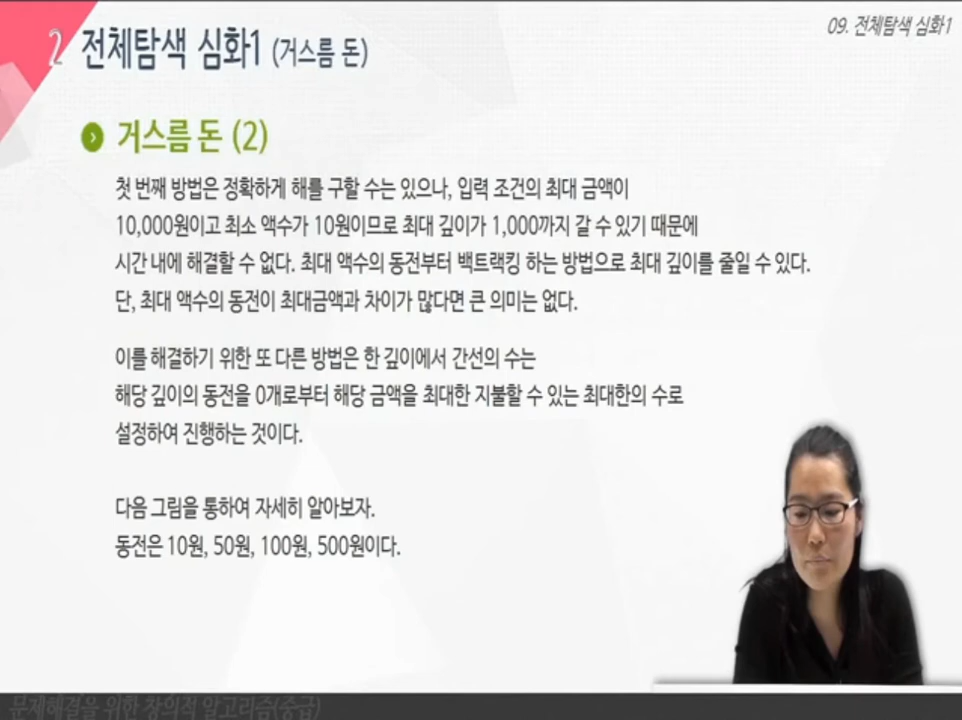 2 전체탐색 심화1 (거스름 돈)
09. 전체탐색 심화1
거스름 돈 (2)
첫 번째 방법은 정확하게 해를 구할 수는 있으나, 입력 조건의 최대 금액이
10,000원이고 최소 액수가 10원이므로 최대 깊이가 1,000까지 갈 수 있기 때문에
시간 내에 해결할 수 없다. 최대 액수의 동전부터 백트랙킹 하는 방법으로 최대 깊이를 줄일 수 있다.
단, 최대 액수의 동전이 최대금액과 차이가 많다면 큰 의미는 없다.
이를 해결하기 위한 또 다른 방법은 한 깊이에서 간선의 수는
해당 깊이의 동전을 0개로부터 해당 금액을 최대한 지불할 수 있는 최대한의 수로
설정하여 진행하는 것이다.
다음 그림을 통하여 자세히 알아보자.
동전은 10원, 50원, 100원, 500원이다.
문제해결을 위한 창의적 알고리즘(중급)